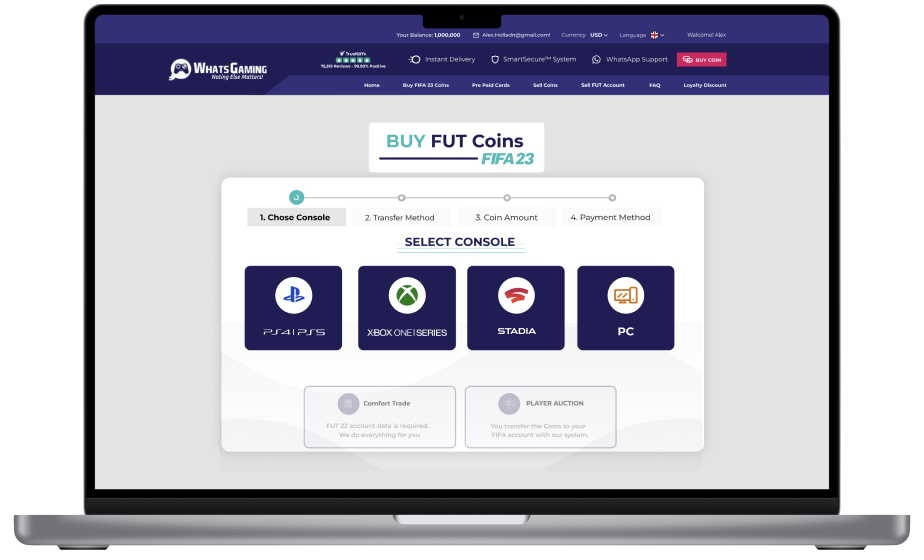 Your Balance: 1,000,000
Alex.Holladn@gmail.com!
Currency USD
Language
Welcome! Alex
WHATSGAMING
Noting Else Matters!
TrustATFs
Reviews - 99.90% Positive
Instant Delivery
SmartSecure™ System
WhatsApp Support
BUY COIN
Home
Buy FIFA 23 Coins
Pre Paid Cards
Sell Coins
Sell FUT Account
FAQ
Loyalty Discount
BUY FUT Coins
FIFA 23
1. Chose Console
2. Transfer Method
3. Coin Amount
4. Payment Method
SELECT CONSOLE
PS4|PS5
XBOX ONE|SERIES
STADIA
PC
Comfort Trade
FUT 22 account data is required.
We do everything for you
PLAYER AUCTION
You transfer the Coins to your
FIFA account with our system.